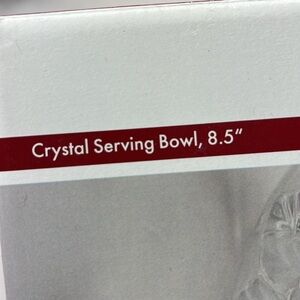 Crystal Serving Bowl, 8.5“